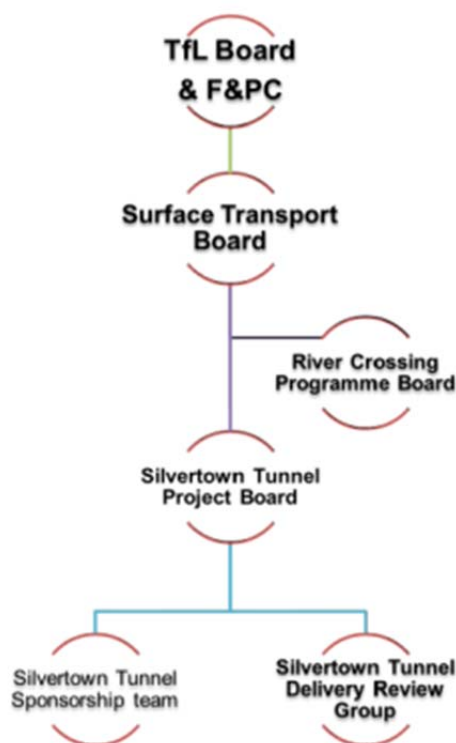 TfL Board
& F&PC
Surface Transport
Board
River Crossing
Programme Board
Silvertown Tunnel
Project Board
Silvertown Tunnel
Sponsorship team
Silvertown Tunnel
Delivery Review
Group